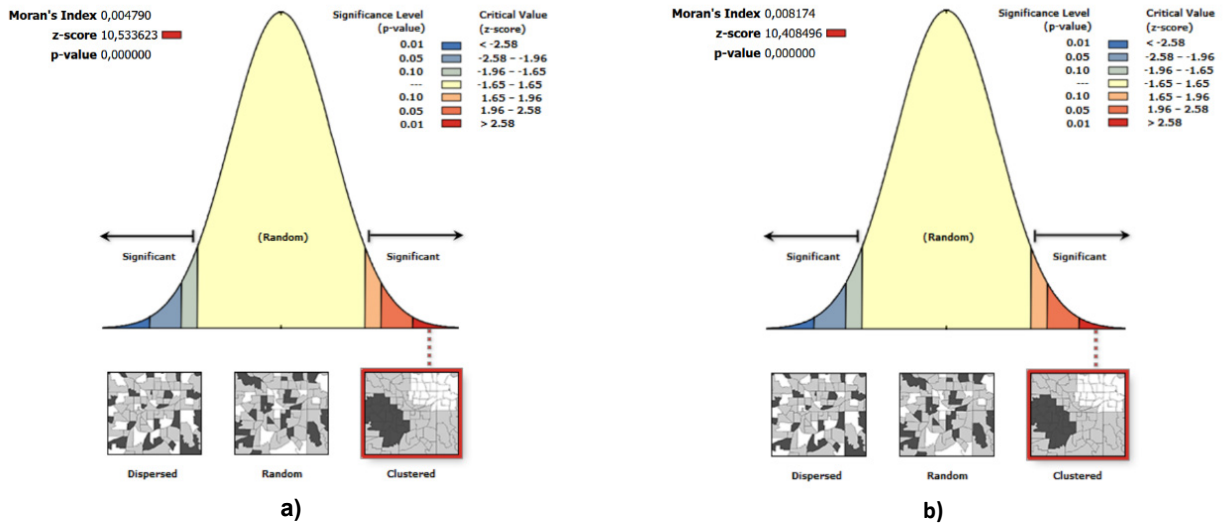 Moran's Index 0,004790
z-score 10,533623
p-value 0,000000
Significance Level
(p-value)
Critical Value
(z-score)
0.01 < -2.58
0.05 -2.58 – -1.96
0.10 -1.96 – -1.65
--- -1.65 – 1.65
0.10 1.65 – 1.96
0.05 1.96 – 2.58
0.01 > 2.58
Significant
(Random)
Significant
Dispersed
Random
Clustered
a)
Moran's Index 0,008174
z-score 10,408496
p-value 0,000000
Significance Level
(p-value)
Critical Value
(z-score)
0.01 < -2.58
0.05 -2.58 – -1.96
0.10 -1.96 – -1.65
--- -1.65 – 1.65
0.10 1.65 – 1.96
0.05 1.96 – 2.58
0.01 > 2.58
Significant
(Random)
Significant
Dispersed
Random
Clustered
b)